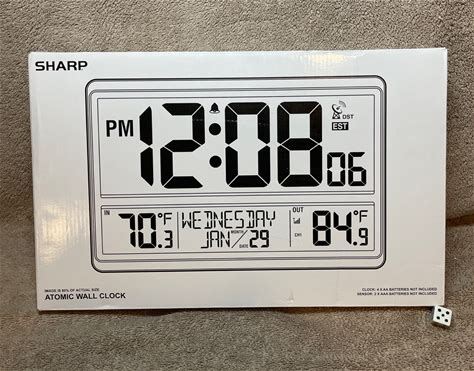 SHARP
PM 12:08 06
DST
EST
IN 70.3 °F
WEDNESDAY
JAN/29
MONTH
DATE
OUT
CH1
84.9 °F
IMAGE IS 80% OF ACTUAL SIZE
ATOMIC WALL CLOCK
CLOCK: 4 X AA BATTERIES NOT INCLUDED
SENSOR: 2 X AAA BATTERIES NOT INCLUDED